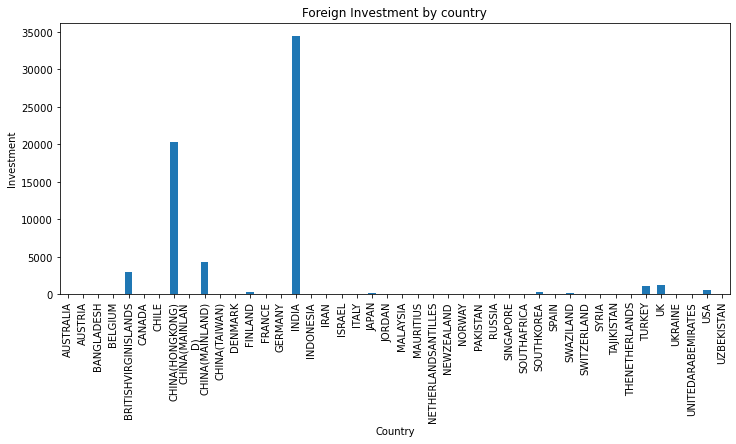 Foreign Investment by country
Investment
35000
30000
25000
20000
15000
10000
5000
0
AUSTRALIA
AUSTRIA
BANGLADESH
BELGIUM
BRITISHVIRGINISLANDS
CANADA
CHILE
CHINA(HONGKONG)
CHINA(MAINLAN
D)
CHINA(MAINLAND)
CHINA(TAIWAN)
DENMARK
FINLAND
FRANCE
GERMANY
INDIA
INDONESIA
IRAN
ISRAEL
ITALY
JAPAN
JORDAN
MALAYSIA
MAURITIUS
NETHERLANDSANTILLES
NEWZEALAND
NORWAY
PAKISTAN
RUSSIA
SINGAPORE
SOUTHAFRICA
SOUTHKOREA
SPAIN
SWAZILAND
SWITZERLAND
SYRIA
TAJIKISTAN
THENETHERLANDS
TURKEY
UK
UKRAINE
UNITEDARABEMIRATES
USA
UZBEKISTAN
Country